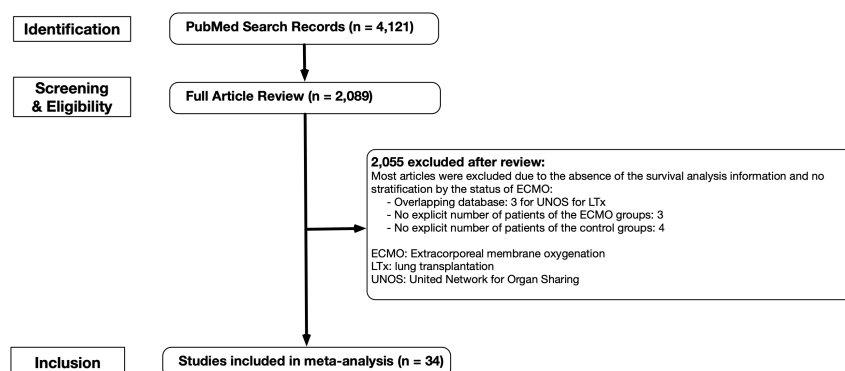 Identification
PubMed Search Records (n = 4,121)
Screening
& Eligibility
Full Article Review (n = 2,089)
2,055 excluded after review:
Most articles were excluded due to the absence of the survival analysis information and no
stratification by the status of ECMO:
- Overlapping database: 3 for UNOS for LTx
- No explicit number of patients of the ECMO groups: 3
- No explicit number of patients of the control groups: 4
ECMO: Extracorporeal membrane oxygenation
LTx: lung transplantation
UNOS: United Network for Organ Sharing
Inclusion
Studies included in meta-analysis (n = 34)